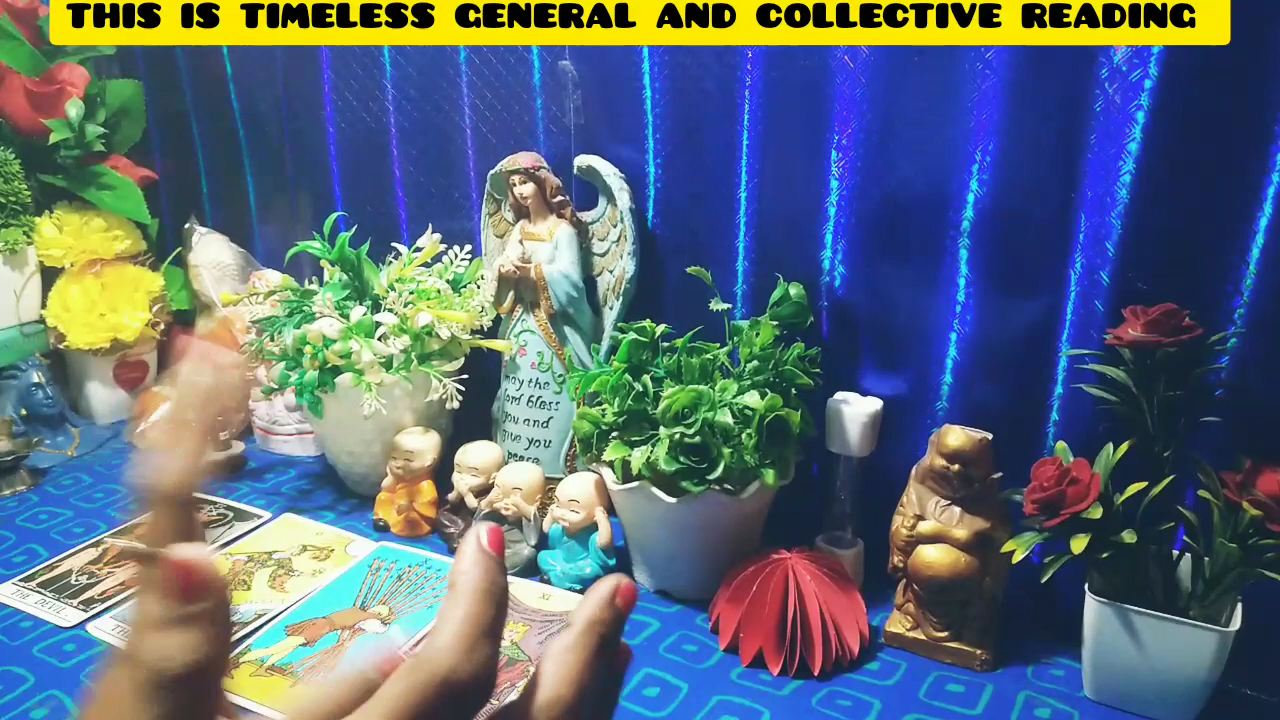 THIS IS TIMELESS GENERAL AND COLLECTIVE READING
may the
lord bless
you and
give you
peace
THE DEVIL
TH
XI